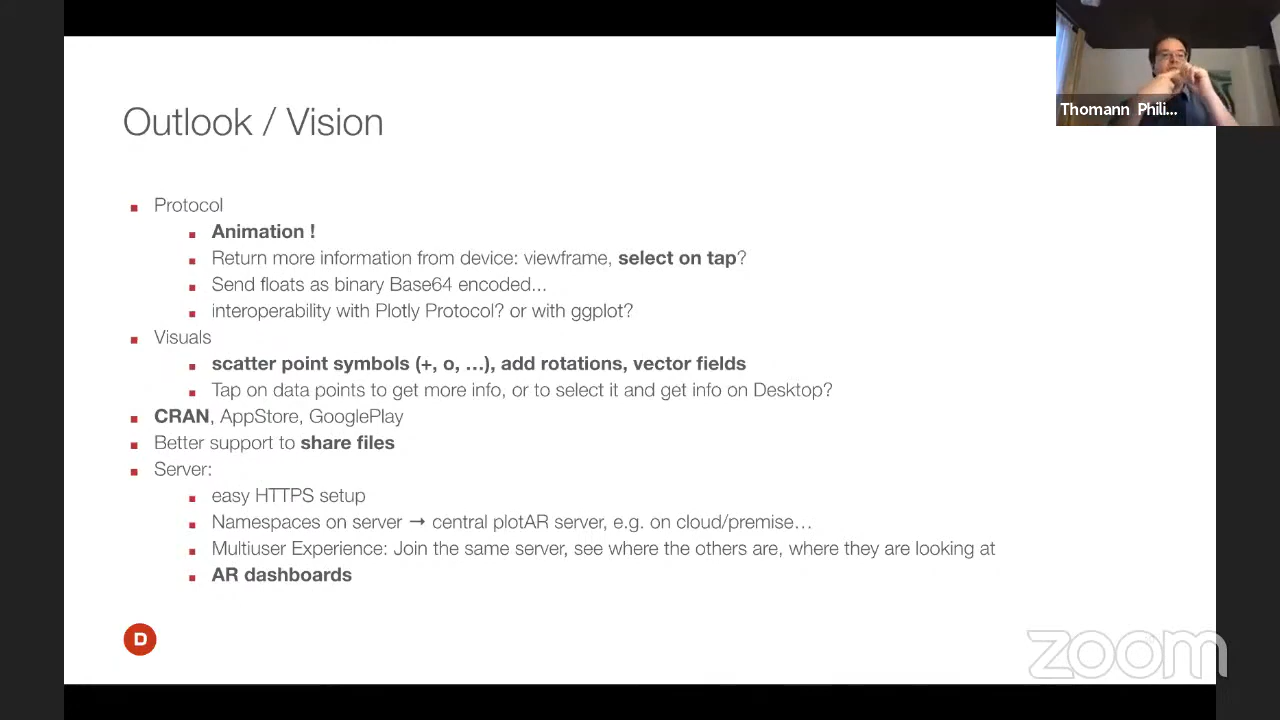 Thomann Phili...
Outlook / Vision
Protocol
Animation !
Return more information from device: viewframe, select on tap?
Send floats as binary Base64 encoded...
interoperability with Plotly Protocol? or with ggplot?
Visuals
scatter point symbols (+, o, ...), add rotations, vector fields
Tap on data points to get more info, or to select it and get info on Desktop?
CRAN, AppStore, GooglePlay
Better support to share files
Server:
easy HTTPS setup
Namespaces on server → central plotAR server, e.g. on cloud/premise...
Multiuser Experience: Join the same server, see where the others are, where they are looking at
AR dashboards
D
zoom